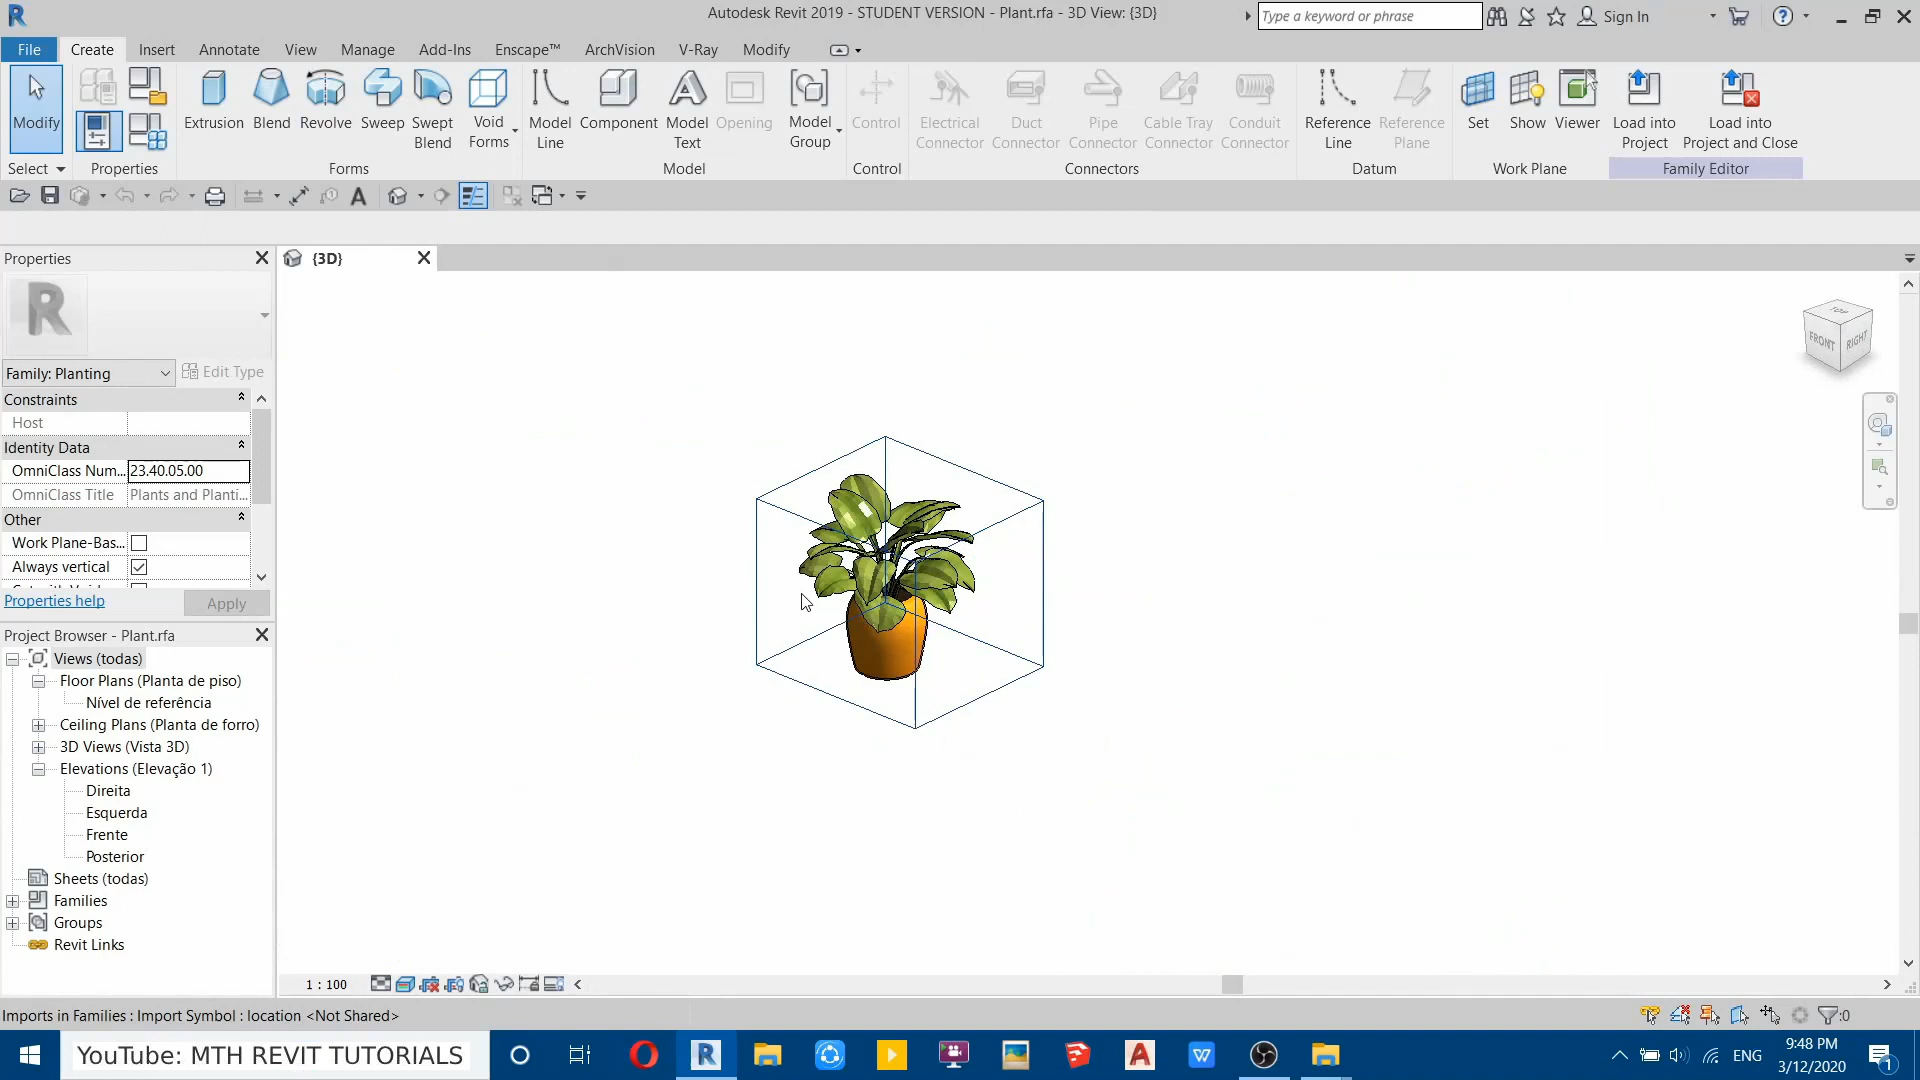 Autodesk Revit 2019 - STUDENT VERSION - Plant.rfa - 3D View: {3D}
Type a keyword or phrase
Sign In
File Create Insert Annotate View Manage Add-Ins Enscape™ ArchVision V-Ray Modify
Modify
Extrusion Blend Revolve Sweep Swept Blend Void Forms Model Line Component Model Text Opening Model Group Control Electrical Connector Duct Connector Pipe Connector Cable Tray Connector Conduit Connector Reference Line Reference Plane Set Show Viewer Load into Project Load into Project and Close
Select Properties Forms Model Control Connectors Datum Work Plane Family Editor
Properties
{3D}
TOP
FRONT RIGHT
Family: Planting
Edit Type
Constraints
Host
Identity Data
OmniClass Num... 23.40.05.00
OmniClass Title Plants and Planti...
Other
Work Plane-Bas...
Always vertical
Properties help
Apply
Project Browser - Plant.rfa
Views (todas)
Floor Plans (Planta de piso)
Nível de referência
Ceiling Plans (Planta de forro)
3D Views (Vista 3D)
Elevations (Elevação 1)
Direita
Esquerda
Frente
Posterior
Sheets (todas)
Families
Groups
Revit Links
1 : 100
Imports in Families : Import Symbol : location <Not Shared>
:0
YouTube: MTH REVIT TUTORIALS
ENG
9:48 PM
3/12/2020
1